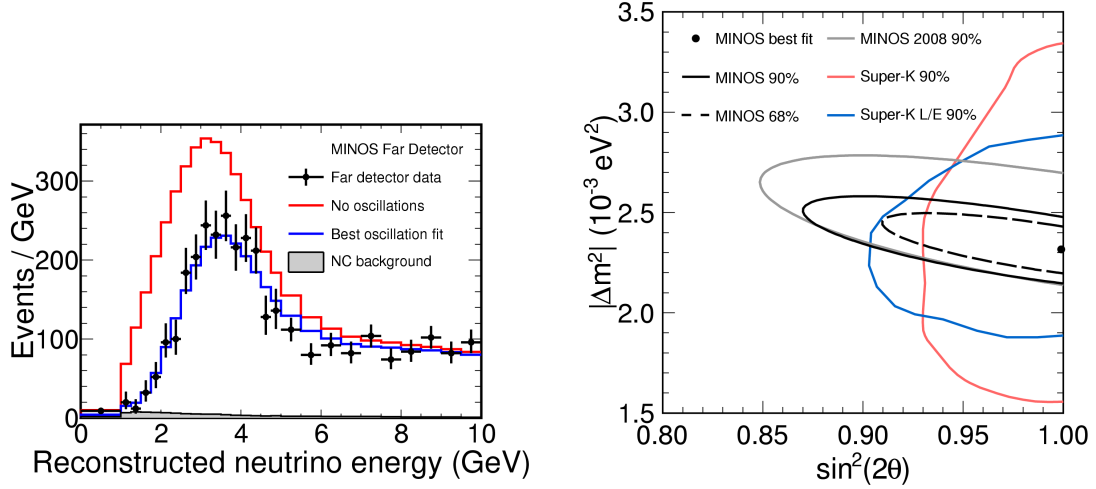 MINOS Far Detector
Far detector data
No oscillations
Best oscillation fit
NC background
Events / GeV
300
200
100
0
0 2 4 6 8 10
Reconstructed neutrino energy (GeV)
MINOS best fit
MINOS 90%
MINOS 68%
MINOS 2008 90%
Super-K 90%
Super-K L/E 90%
|Δm²| (10⁻³ eV²)
3.5
3.0
2.5
2.0
1.5
0.80 0.85 0.90 0.95 1.00
sin²(2θ)